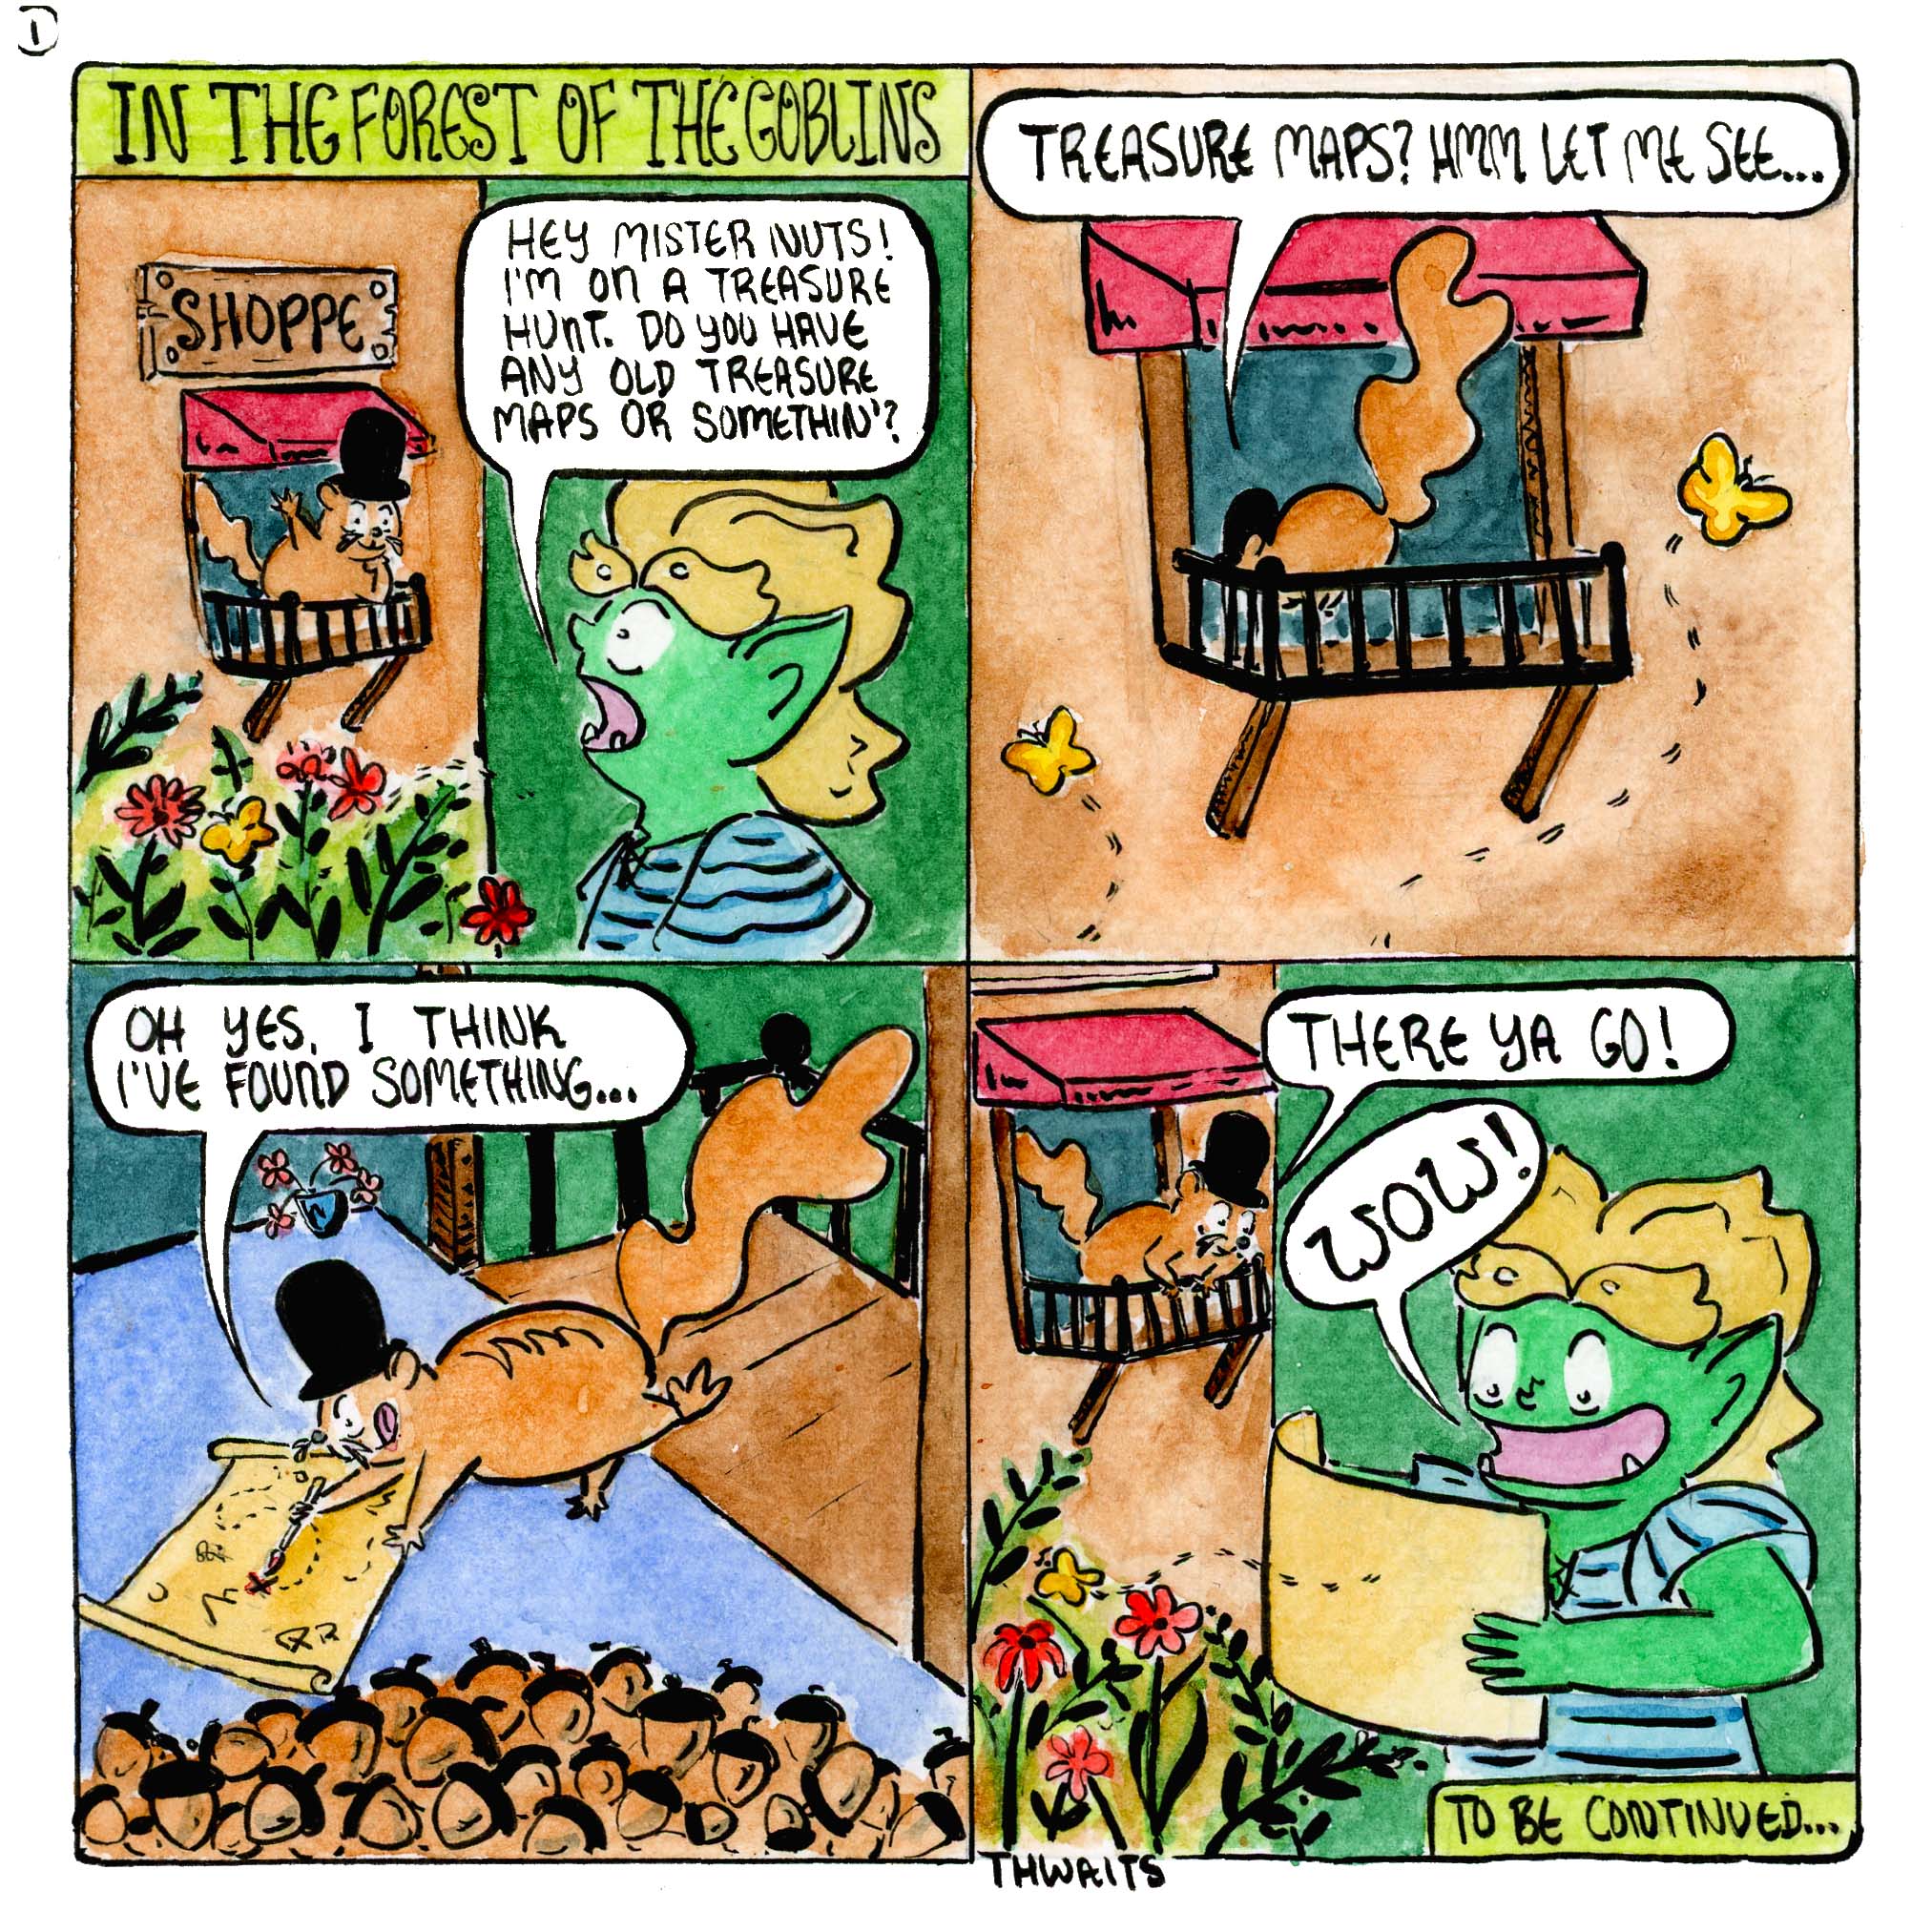 1
IN THE FOREST OF THE GOBLINS
SHOPPE
HEY MISTER NUTS!
I'M ON A TREASURE
HUNT. DO YOU HAVE
ANY OLD TREASURE
MAPS OR SOMETHIN'?
TREASURE MAPS? HMM LET ME SEE...
OH YES, I THINK
I'VE FOUND SOMETHING...
THERE YA GO!
WOW!
TO BE CONTINUED...
THWAITS